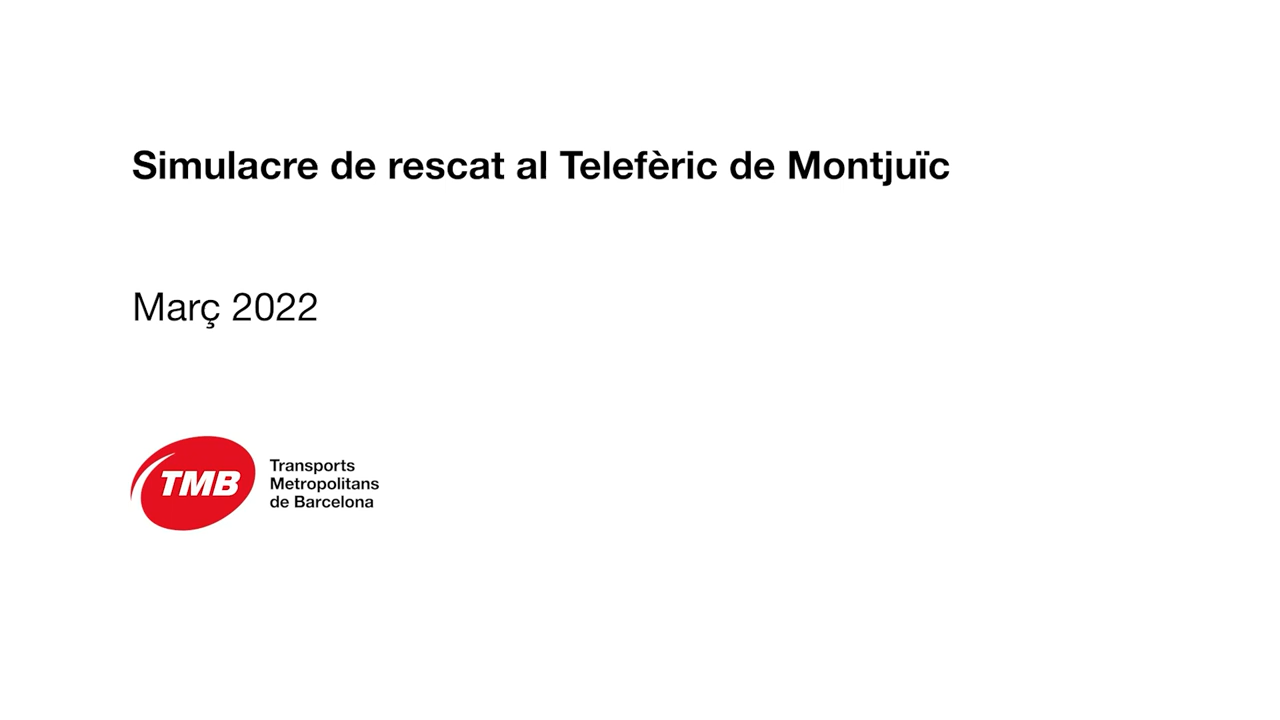 Simulacre de rescat al Telefèric de Montjuïc
Març 2022
TMB
Transports
Metropolitans
de Barcelona